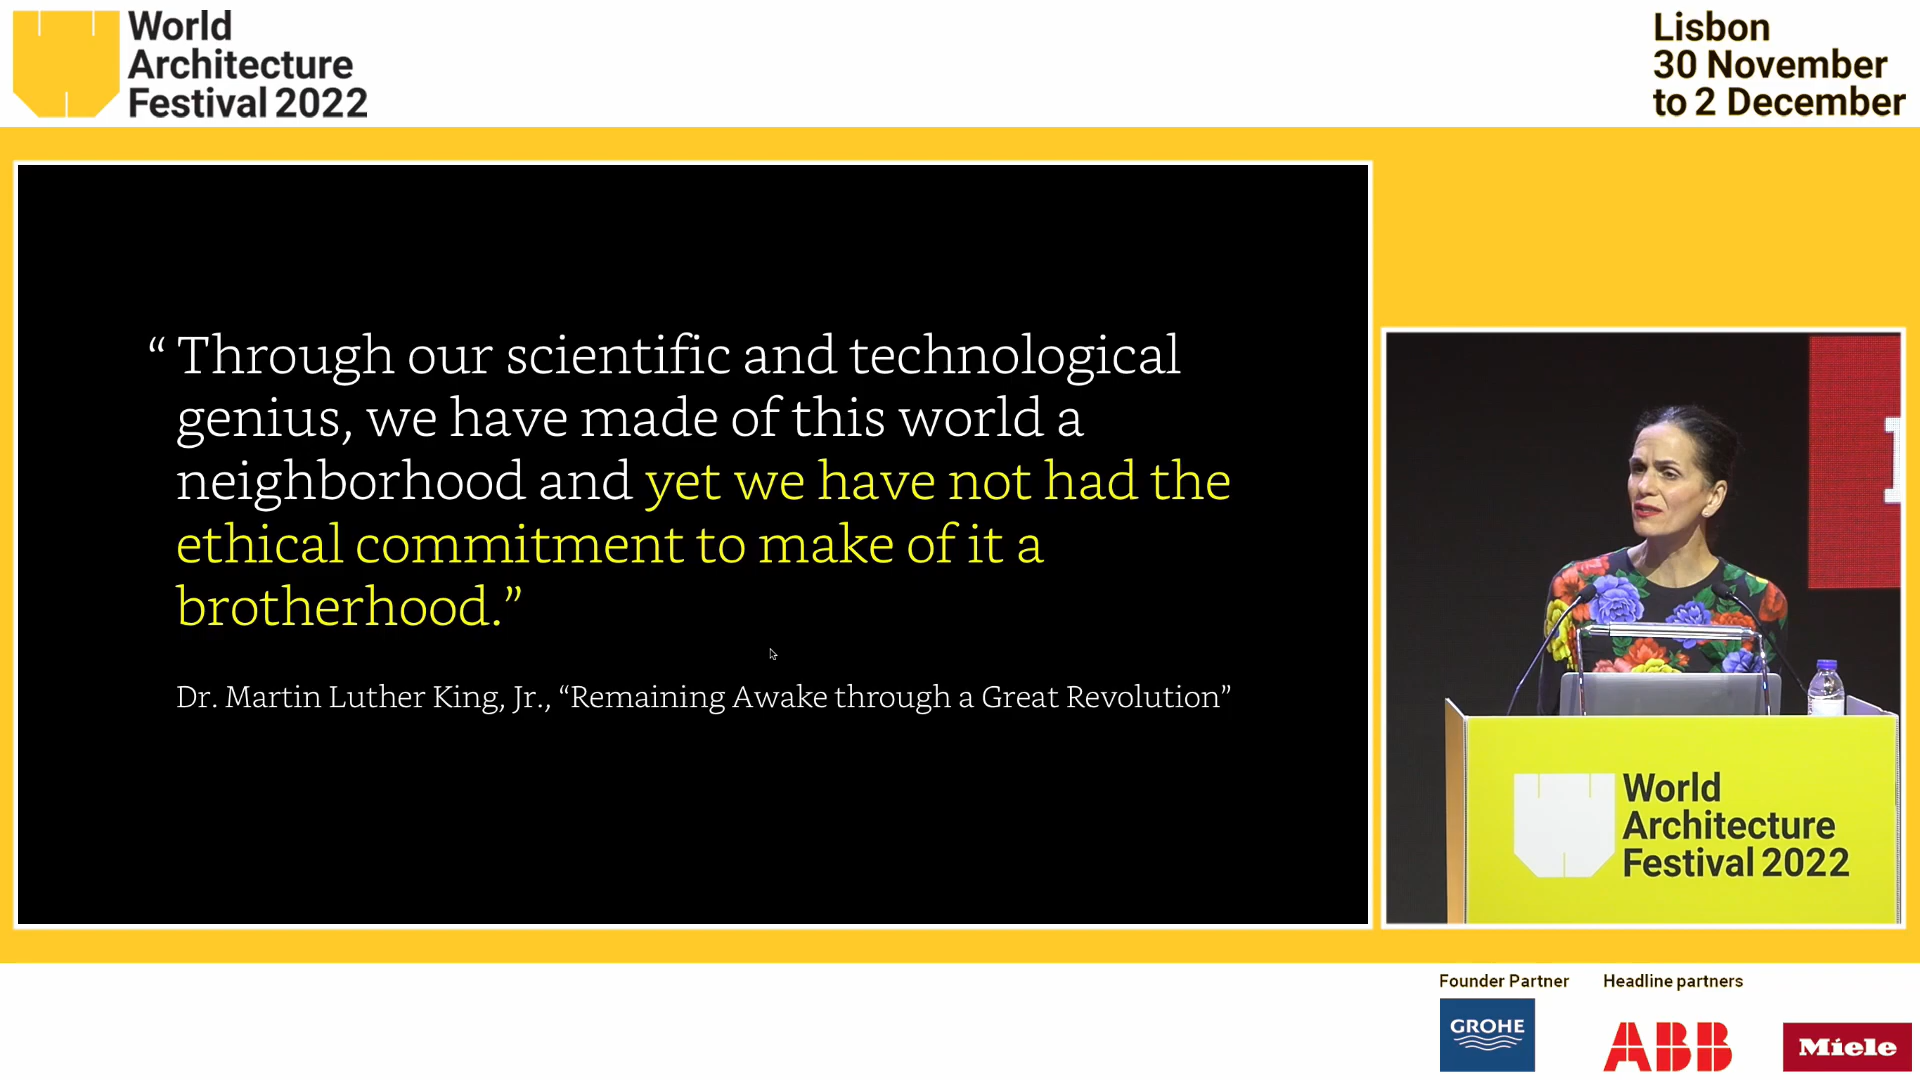 World
Architecture
Festival 2022
Lisbon
30 November
to 2 December
“Through our scientific and technological
genius, we have made of this world a
neighborhood and yet we have not had the
ethical commitment to make of it a
brotherhood.”
Dr. Martin Luther King, Jr., “Remaining Awake through a Great Revolution”
World
Architecture
Festival 2022
Founder Partner
Headline partners
GROHE
ABB
Miele